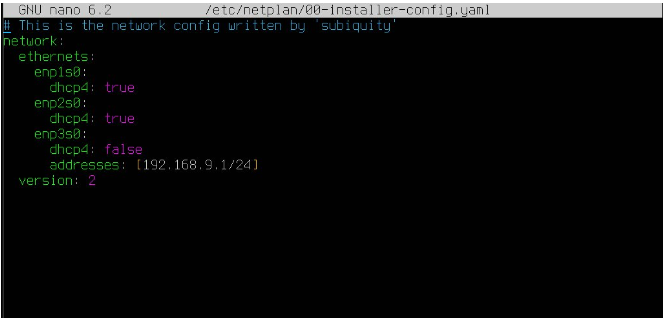 GNU nano 6.2 /etc/netplan/00-installer-config.yaml
# This is the network config written by 'subiquity'
network:
  ethernets:
    enp1s0:
      dhcp4: true
    enp2s0:
      dhcp4: true
    enp3s0:
      dhcp4: false
      addresses: [192.168.9.1/24]
  version: 2